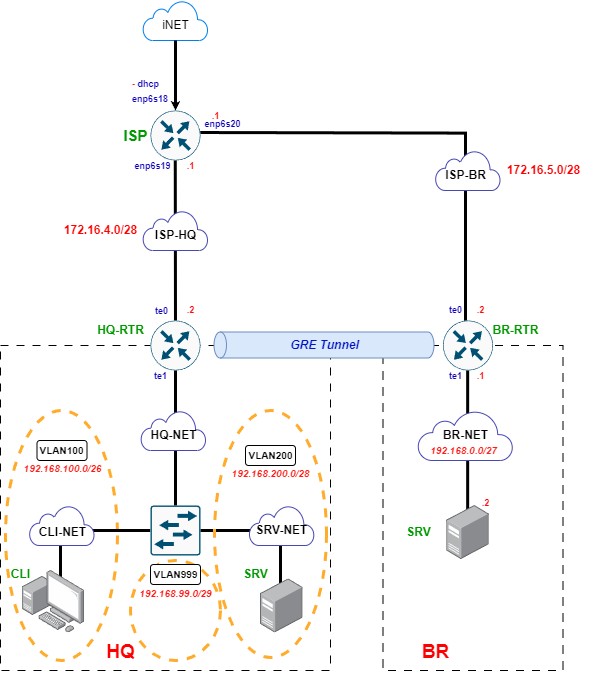 iNET
- dhcp
enp6s18
.1
enp6s20
ISP
enp6s19
.1
ISP-BR
172.16.5.0/28
172.16.4.0/28
ISP-HQ
te0
.2
te0
.2
HQ-RTR
GRE Tunnel
BR-RTR
te1
te1
.1
HQ-NET
BR-NET
192.168.0.0/27
VLAN100
192.168.100.0/26
VLAN200
192.168.200.0/28
.2
CLI-NET
SRV-NET
SRV
CLI
VLAN999
SRV
192.168.99.0/29
HQ
BR